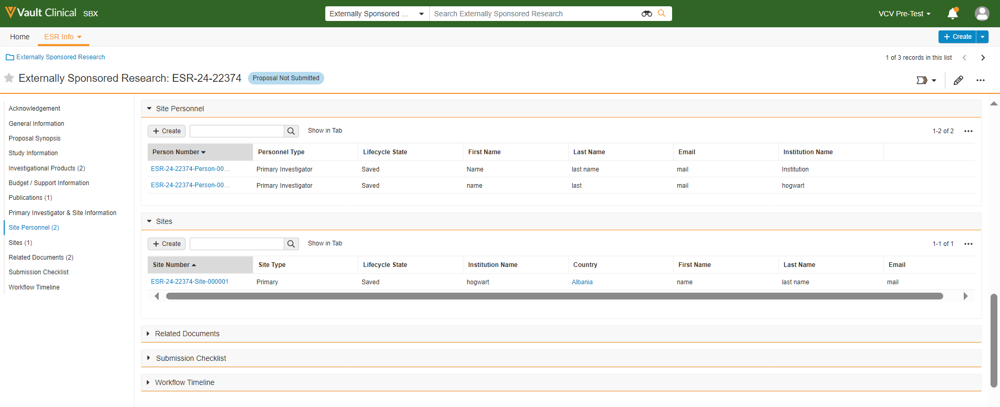 Vault Clinical SBX
Externally Sponsored ... Search Externally Sponsored Research
VCV Pre-Test
Home ESR Info
+ Create
Externally Sponsored Research
1 of 3 records in this list
Externally Sponsored Research: ESR-24-22374 Proposal Not Submitted
Acknowledgement
General Information
Proposal Synopsis
Study Information
Investigational Products (2)
Budget / Support Information
Publications (1)
Primary Investigator & Site Information
Site Personnel (2)
Sites (1)
Related Documents (2)
Submission Checklist
Workflow Timeline
Site Personnel
+ Create Show in Tab 1-2 of 2
Person Number Personnel Type Lifecycle State First Name Last Name Email Institution Name
ESR-24-22374-Person-00... Primary Investigator Saved Name last name mail Institution
ESR-24-22374-Person-00... Primary Investigator Saved name last mail hogwart
Sites
+ Create Show in Tab 1-1 of 1
Site Number Site Type Lifecycle State Institution Name Country First Name Last Name Email
ESR-24-22374-Site-000001 Primary Saved hogwart Albania name last name mail
Related Documents
Submission Checklist
Workflow Timeline